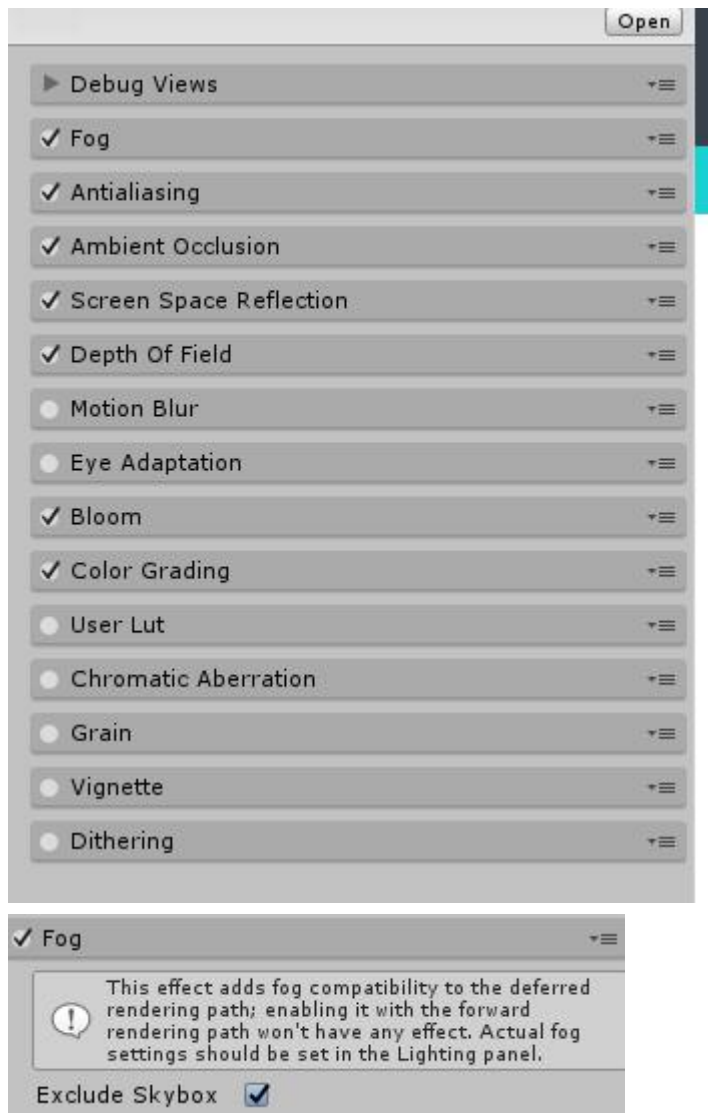 Open
Debug Views
Fog
Antialiasing
Ambient Occlusion
Screen Space Reflection
Depth Of Field
Motion Blur
Eye Adaptation
Bloom
Color Grading
User Lut
Chromatic Aberration
Grain
Vignette
Dithering
Fog
This effect adds fog compatibility to the deferred
rendering path; enabling it with the forward
rendering path won't have any effect. Actual fog
settings should be set in the Lighting panel.
Exclude Skybox